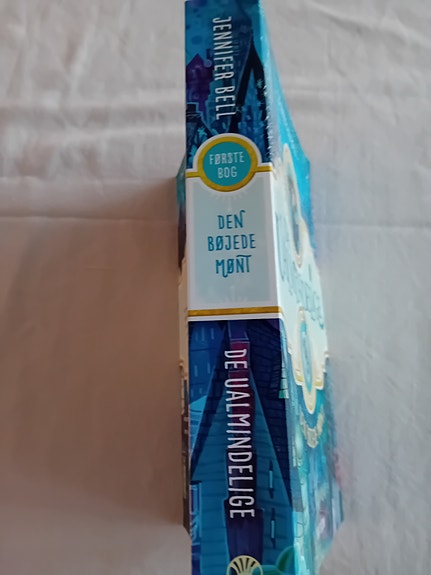 JENNIFER BELL
FØRSTE
BOG
DEN
BØJEDE
MØNT
DE UALMINDELIGE